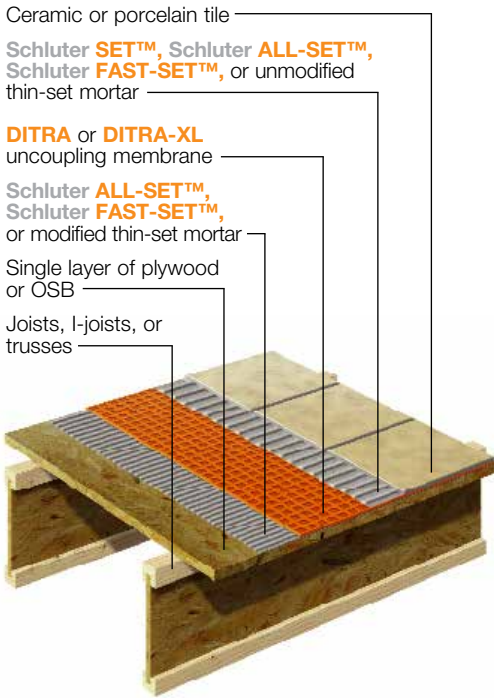 Ceramic or porcelain tile
Schluter SET™, Schluter ALL-SET™,
Schluter FAST-SET™, or unmodified
thin-set mortar
DITRA or DITRA-XL
uncoupling membrane
Schluter ALL-SET™,
Schluter FAST-SET™,
or modified thin-set mortar
Single layer of plywood
or OSB
Joists, I-joists, or
trusses